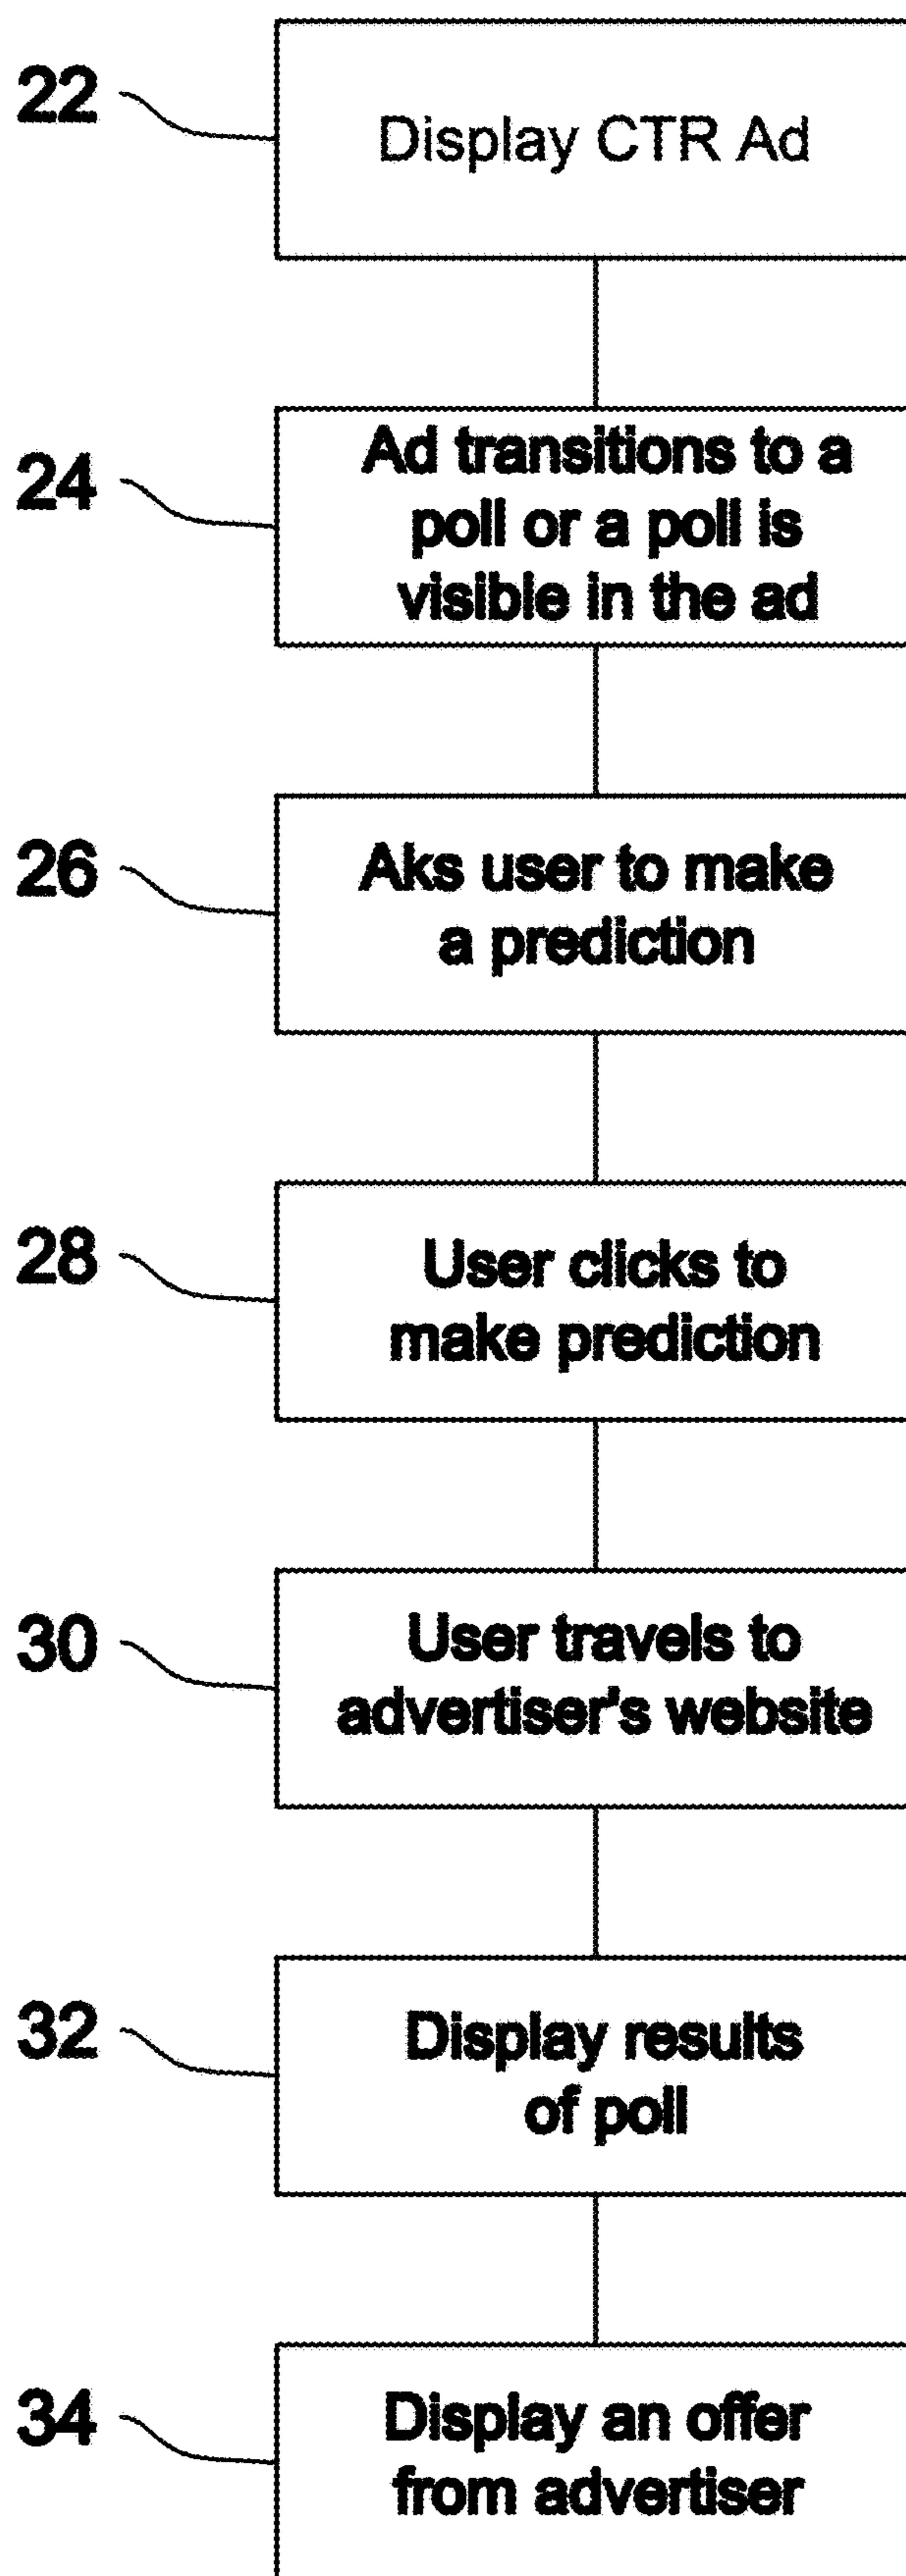 22
Display CTR Ad
24
Ad transitions to a
poll or a poll is
visible in the ad
26
Aks user to make
a prediction
28
User clicks to
make prediction
30
User travels to
advertiser's website
32
Display results
of poll
34
Display an offer
from advertiser